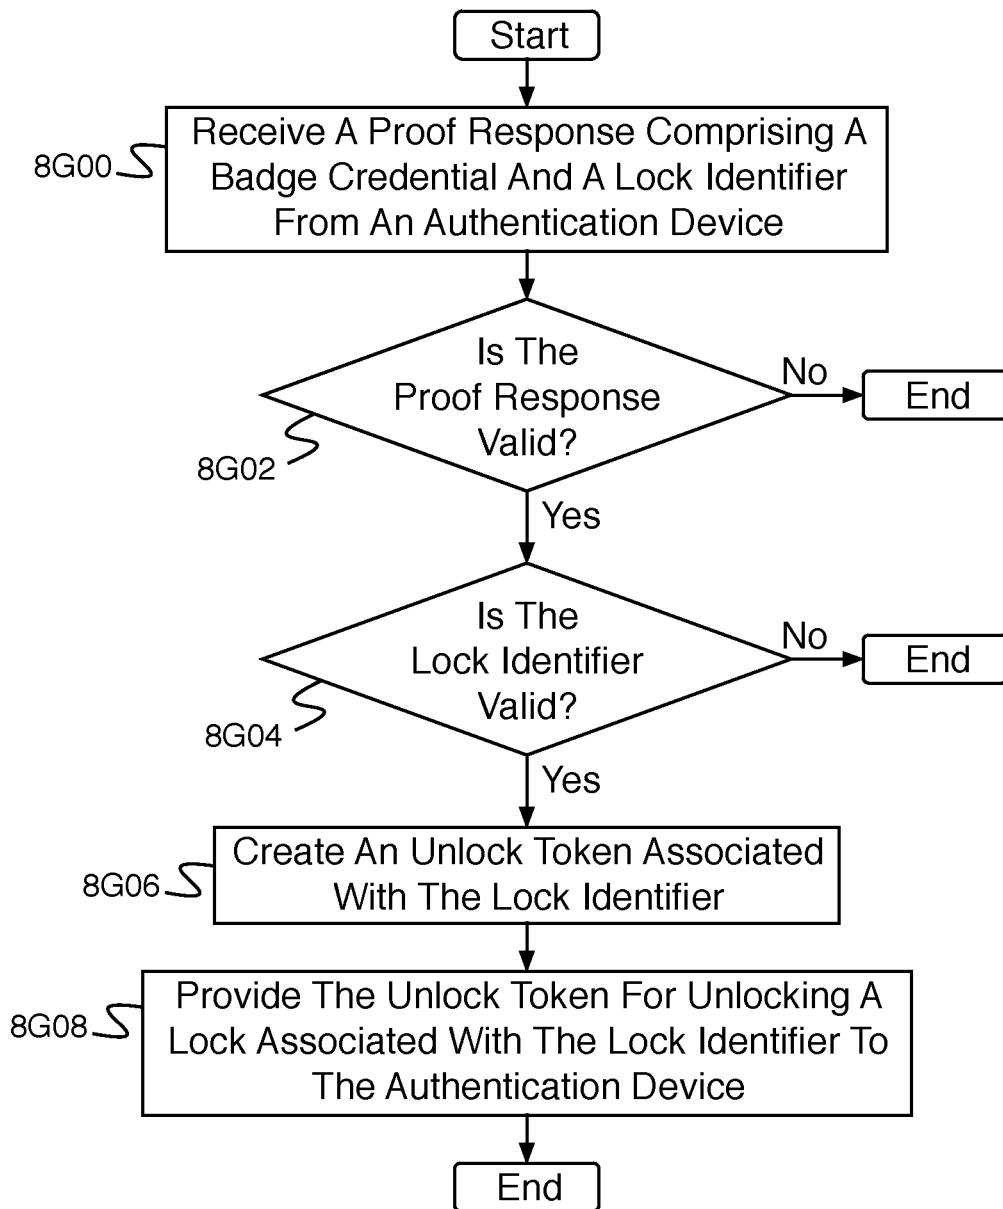 Start
8G00
Receive A Proof Response Comprising A
Badge Credential And A Lock Identifier
From An Authentication Device
Is The
Proof Response
Valid?
No
End
8G02
Yes
Is The
Lock Identifier
Valid?
No
End
8G04
Yes
8G06
Create An Unlock Token Associated
With The Lock Identifier
8G08
Provide The Unlock Token For Unlocking A
Lock Associated With The Lock Identifier To
The Authentication Device
End